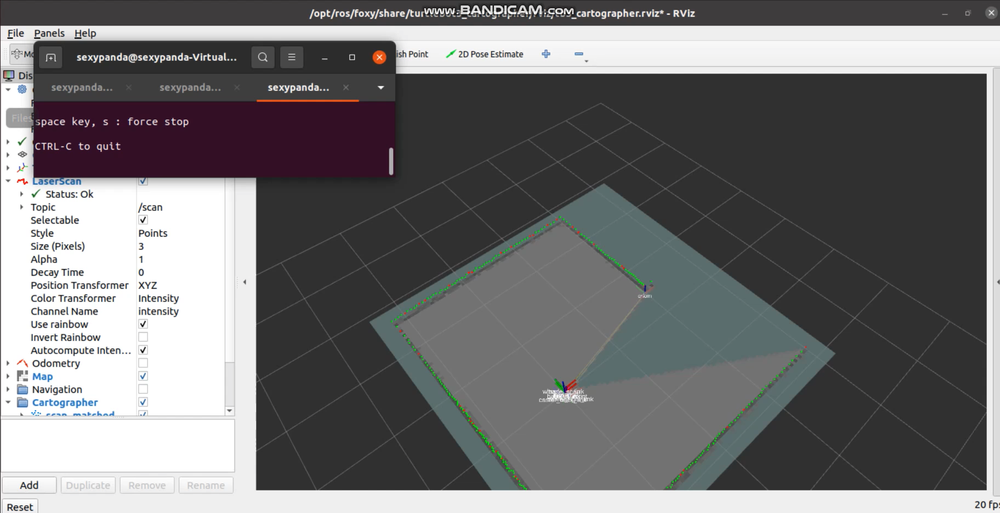 www.BANDICAM.com
/opt/ros/foxy/share/turtlebot3_cartographer/rviz/tb3_cartographer.rviz* - RViz
File Panels Help
Mo
sexypanda@sexypanda-Virtual...
ish Point
2D Pose Estimate
Dis
sexypanda...
sexypanda...
sexypanda...
Files
space key, s : force stop
CTRL-C to quit
LaserScan
Status: Ok
Topic /scan
Selectable
Style Points
Size (Pixels) 3
Alpha 1
Decay Time 0
Position Transformer XYZ
Color Transformer Intensity
Channel Name intensity
Use rainbow
Invert Rainbow
Autocompute Inten...
Odometry
Map
Navigation
Cartographer
scan_matched
odom
Add Duplicate Remove Rename
Reset
20 fps